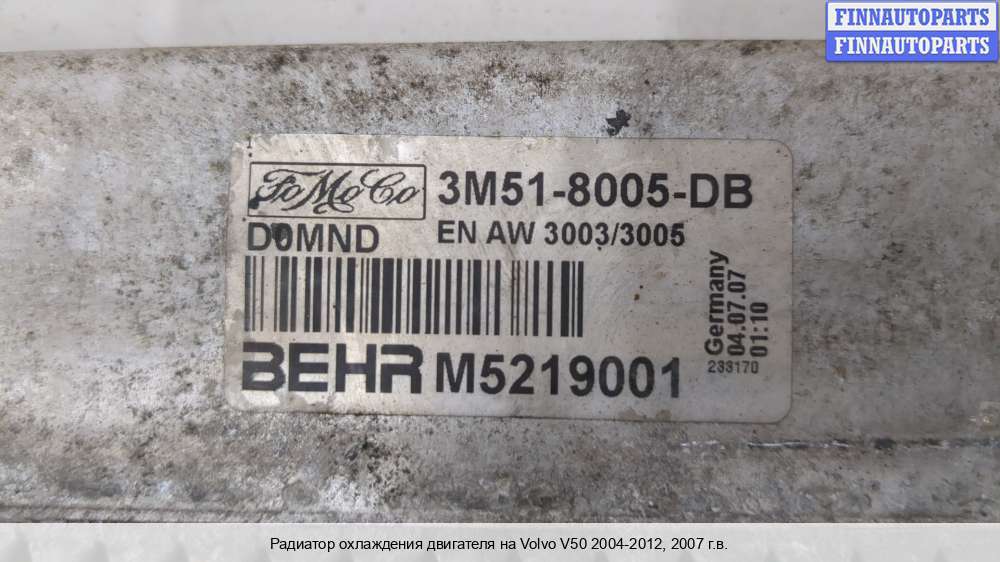 FINNAUTOPARTS
FINNAUTOPARTS
FoMoCo 3M51-8005-DB
D0MND EN AW 3003/3005
BEHR M5219001
Germany
04.07.07
01:10
233170
Радиатор охлаждения двигателя на Volvo V50 2004-2012, 2007 г.в.